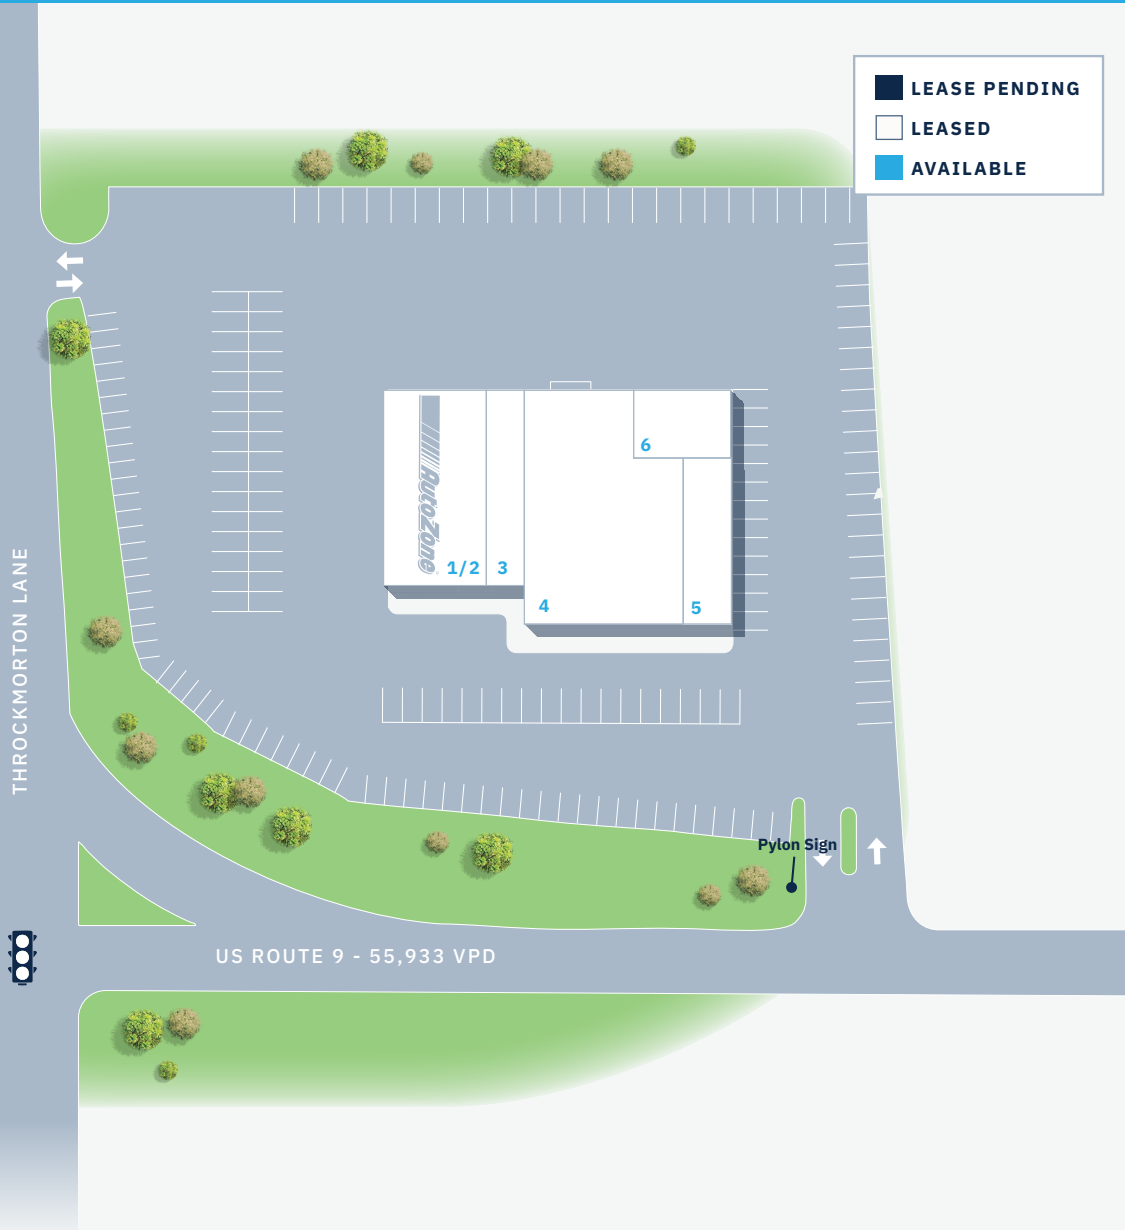 LEASE PENDING
LEASED
AVAILABLE
6
AutoZone
1/2
3
4
5
THROCKMORTON LANE
Pylon Sign
US ROUTE 9 - 55,933 VPD